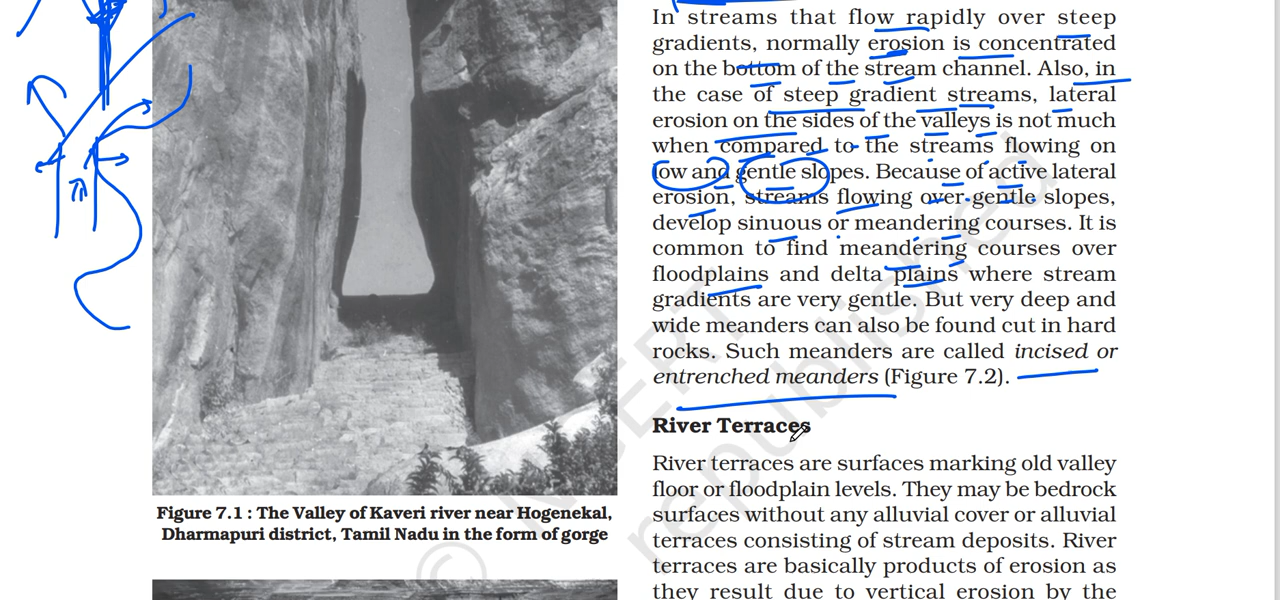 In streams that flow rapidly over steep
gradients, normally erosion is concentrated
on the bottom of the stream channel. Also, in
the case of steep gradient streams, lateral
erosion on the sides of the valleys is not much
when compared to the streams flowing on
low and gentle slopes. Because of active lateral
erosion, streams flowing over gentle slopes,
develop sinuous or meandering courses. It is
common to find meandering courses over
floodplains and delta plains where stream
gradients are very gentle. But very deep and
wide meanders can also be found cut in hard
rocks. Such meanders are called incised or
entrenched meanders (Figure 7.2).
River Terraces
River terraces are surfaces marking old valley
floor or floodplain levels. They may be bedrock
surfaces without any alluvial cover or alluvial
terraces consisting of stream deposits. River
terraces are basically products of erosion as
they result due to vertical erosion by the
Figure 7.1 : The Valley of Kaveri river near Hogenekal,
Dharmapuri district, Tamil Nadu in the form of gorge
© NCERT
republished